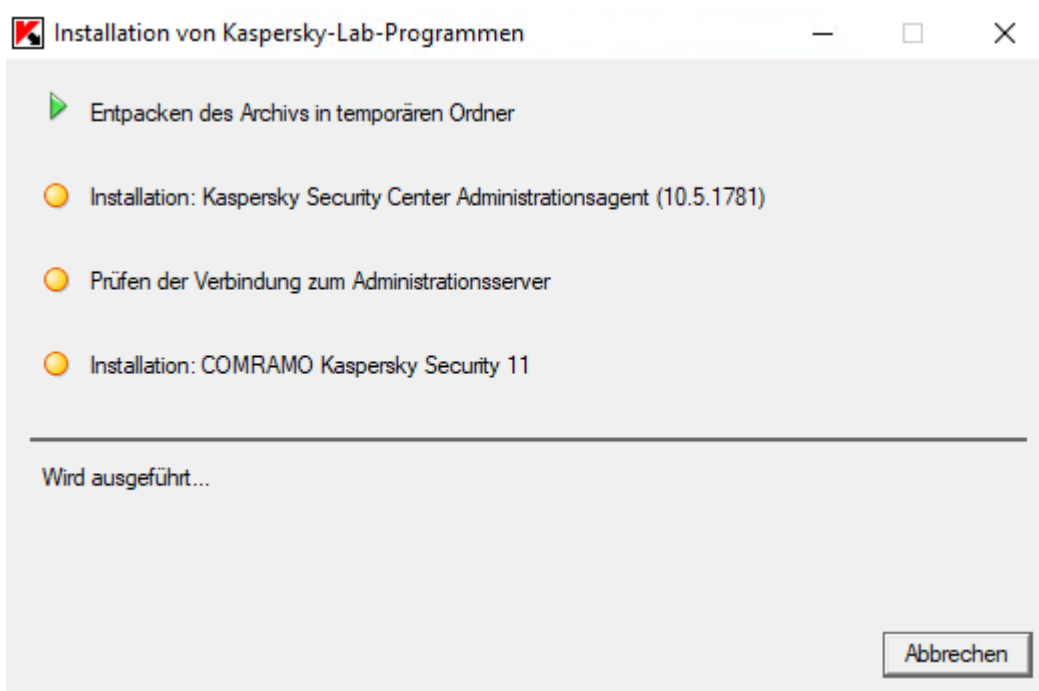 Installation von Kaspersky-Lab-Programmen
Entpacken des Archivs in temporären Ordner
Installation: Kaspersky Security Center Administrationsagent (10.5.1781)
Prüfen der Verbindung zum Administrationsserver
Installation: COMRAMO Kaspersky Security 11
Wird ausgeführt...
Abbrechen